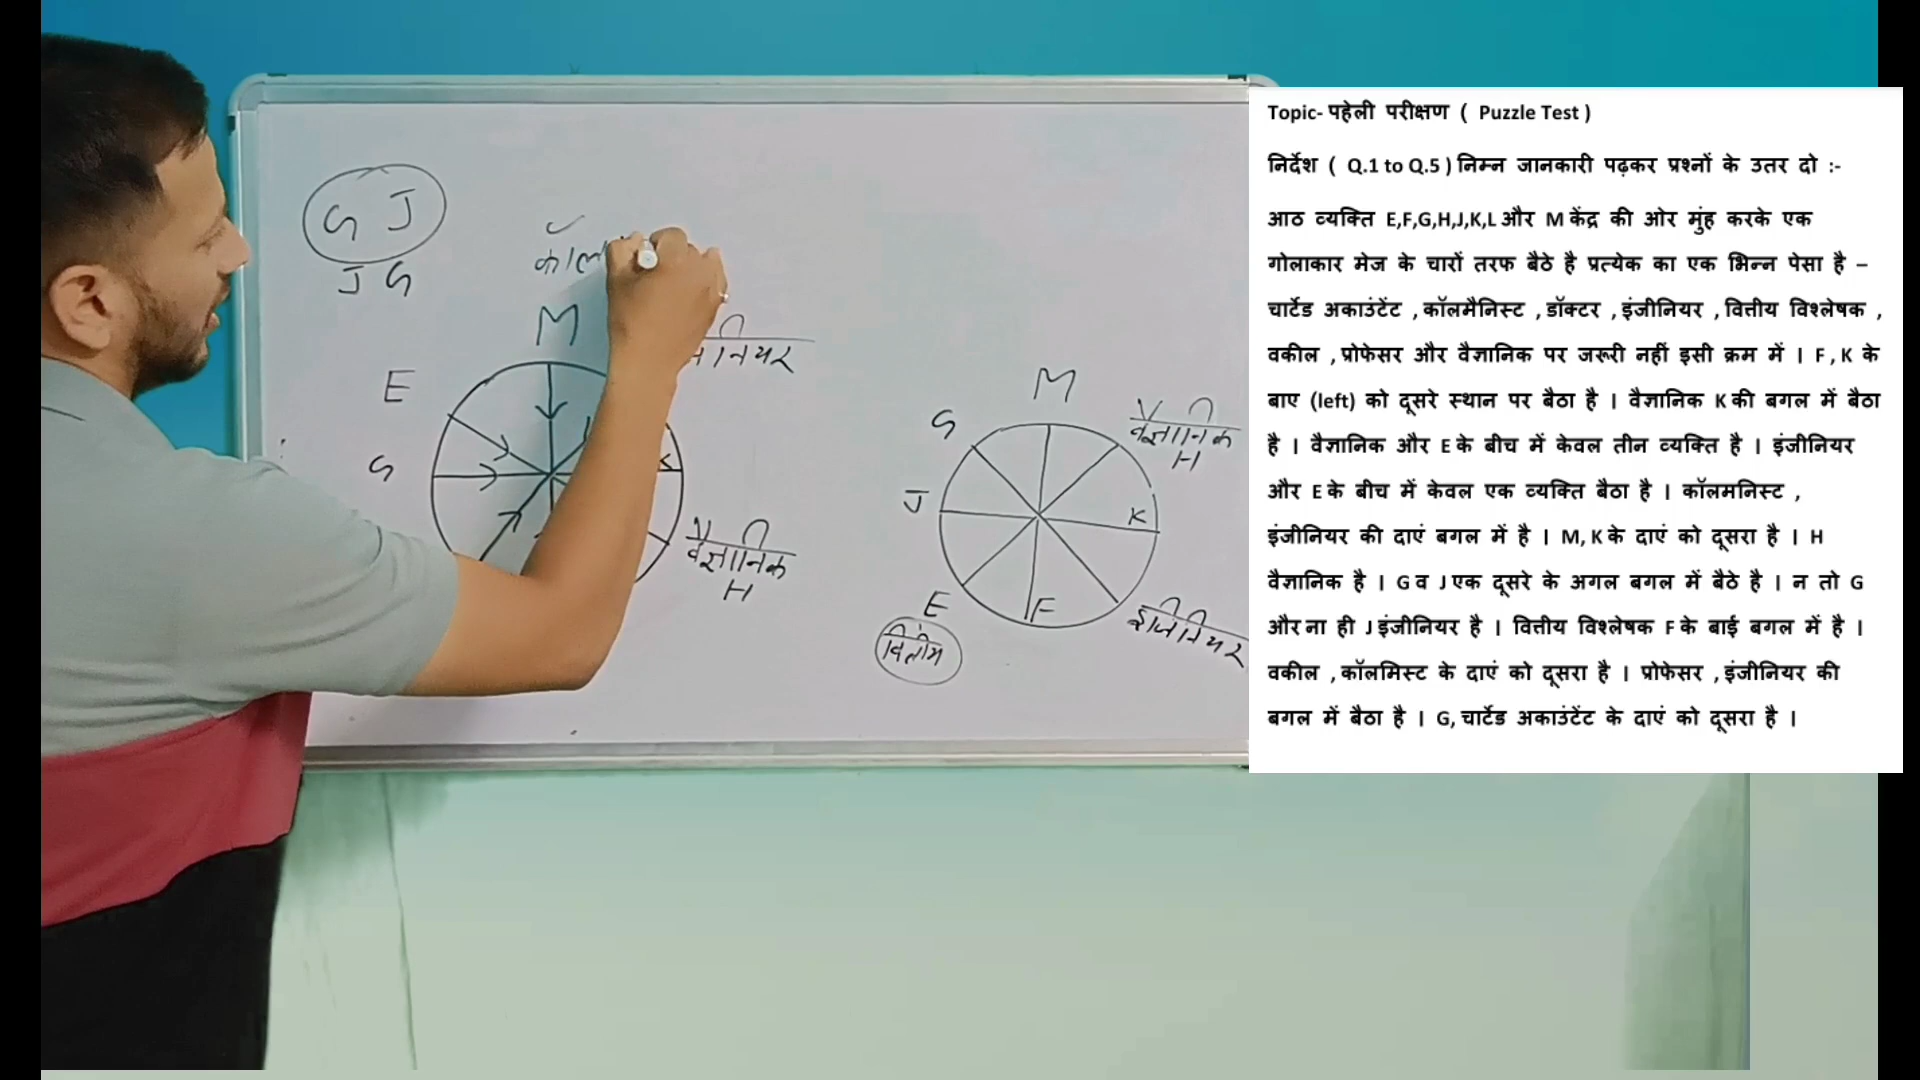 Topic- पहेली परीक्षण ( Puzzle Test )
निर्देश ( Q.1 to Q.5 ) निम्न जानकारी पढ़कर प्रश्नों के उतर दो :-
आठ व्यक्ति E,F,G,H,J,K,L और M केंद्र की ओर मुंह करके एक
गोलाकार मेज के चारों तरफ बैठे है प्रत्येक का एक भिन्न पेसा है –
चार्टेड अकाउंटेंट , कॉलमैनिस्ट , डॉक्टर , इंजीनियर , वित्तीय विश्लेषक ,
वकील , प्रोफेसर और वैज्ञानिक पर जरूरी नहीं इसी क्रम में । F , K के
बाए (left) को दूसरे स्थान पर बैठा है । वैज्ञानिक K की बगल में बैठा
है । वैज्ञानिक और E के बीच में केवल तीन व्यक्ति है । इंजीनियर
और E के बीच में केवल एक व्यक्ति बैठा है । कॉलमनिस्ट ,
इंजीनियर की दाएं बगल में है । M, K के दाएं को दूसरा है । H
वैज्ञानिक है । G व J एक दूसरे के अगल बगल में बैठे है । न तो G
और ना ही J इंजीनियर है । वित्तीय विश्लेषक F के बाई बगल में है ।
वकील , कॉलमिस्ट के दाएं को दूसरा है । प्रोफेसर , इंजीनियर की
बगल में बैठा है । G, चार्टेड अकाउंटेंट के दाएं को दूसरा है ।
G J
J G
M
E
G
K
वैज्ञानिक
H
M
G
वैज्ञानिक
H
J
K
E
F
इंजिनियर